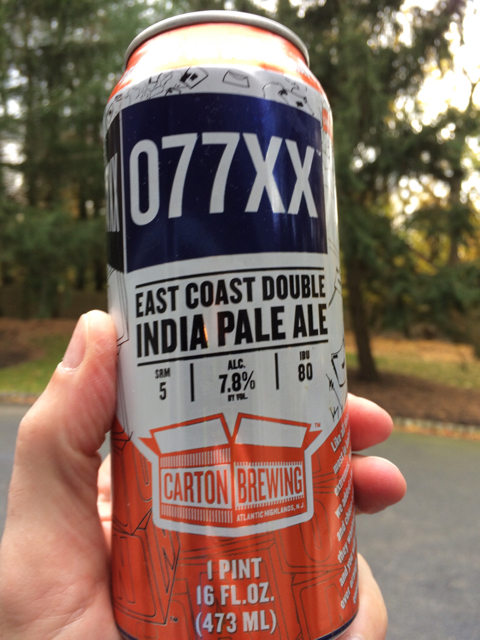 077XX
EAST COAST DOUBLE
INDIA PALE ALE
SRM
5
ALC.
7.8%
BY VOL.
IBU
80
CARTON BREWING™
ATLANTIC HIGHLANDS, N.J.
1 PINT
16 FL.OZ.
(473 ML)